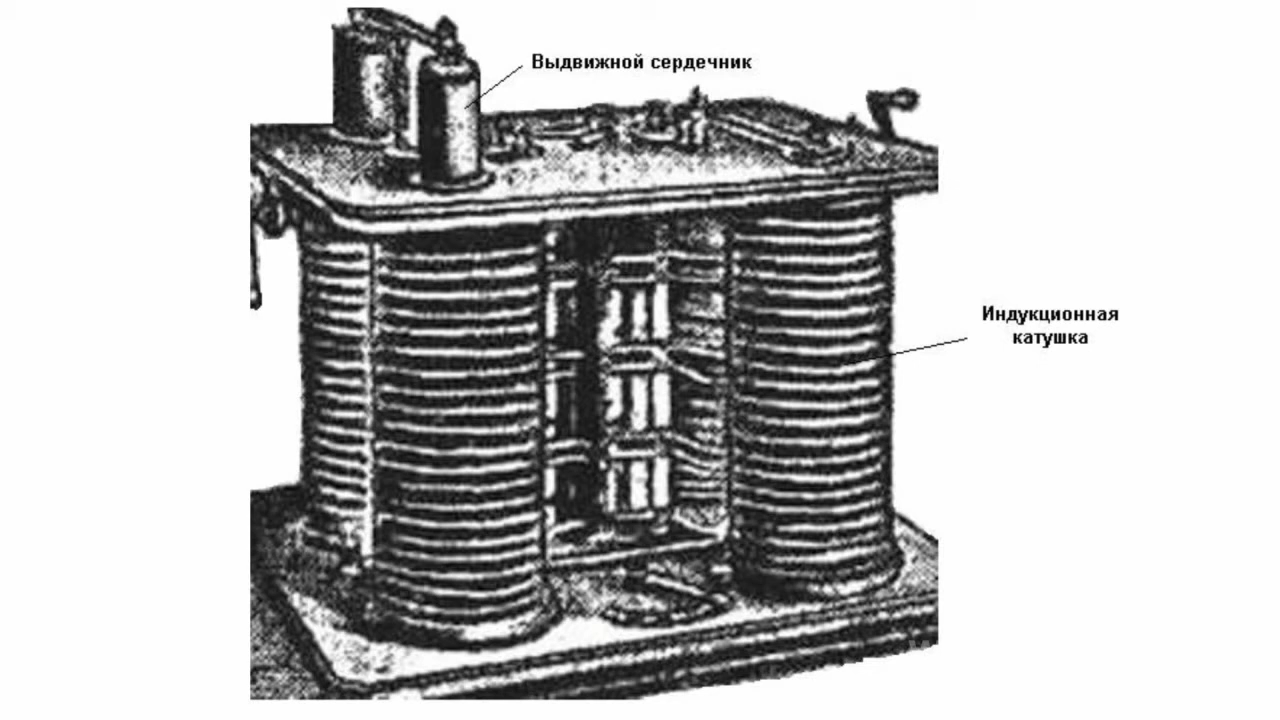 Выдвижной сердечник
Индукционная
катушка